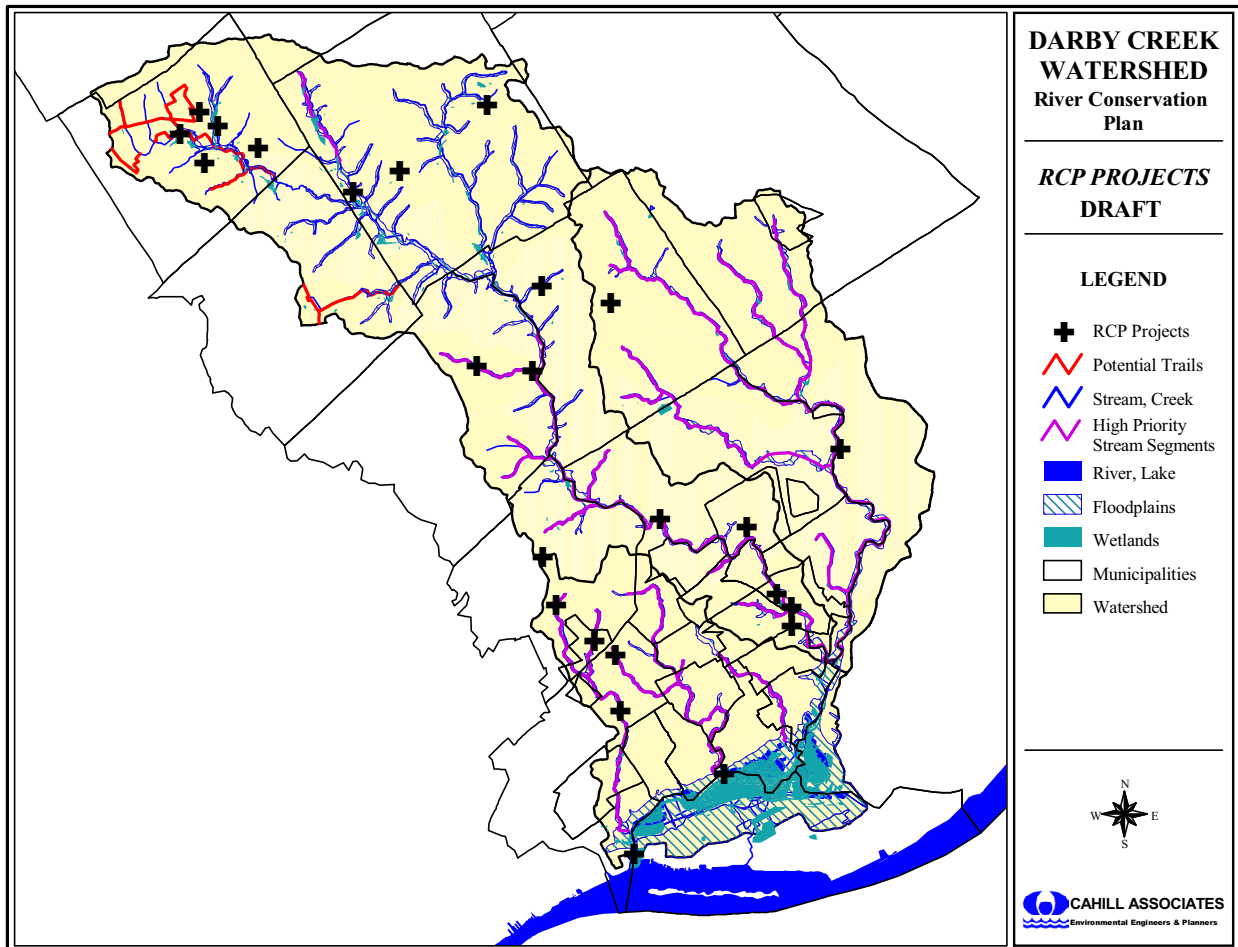 DARBY CREEK
WATERSHED
River Conservation
Plan
RCP PROJECTS
DRAFT
LEGEND
RCP Projects
Potential Trails
Stream, Creek
High Priority
Stream Segments
River, Lake
Floodplains
Wetlands
Municipalities
Watershed
N
W E
S
CAHILL ASSOCIATES
Environmental Engineers & Planners